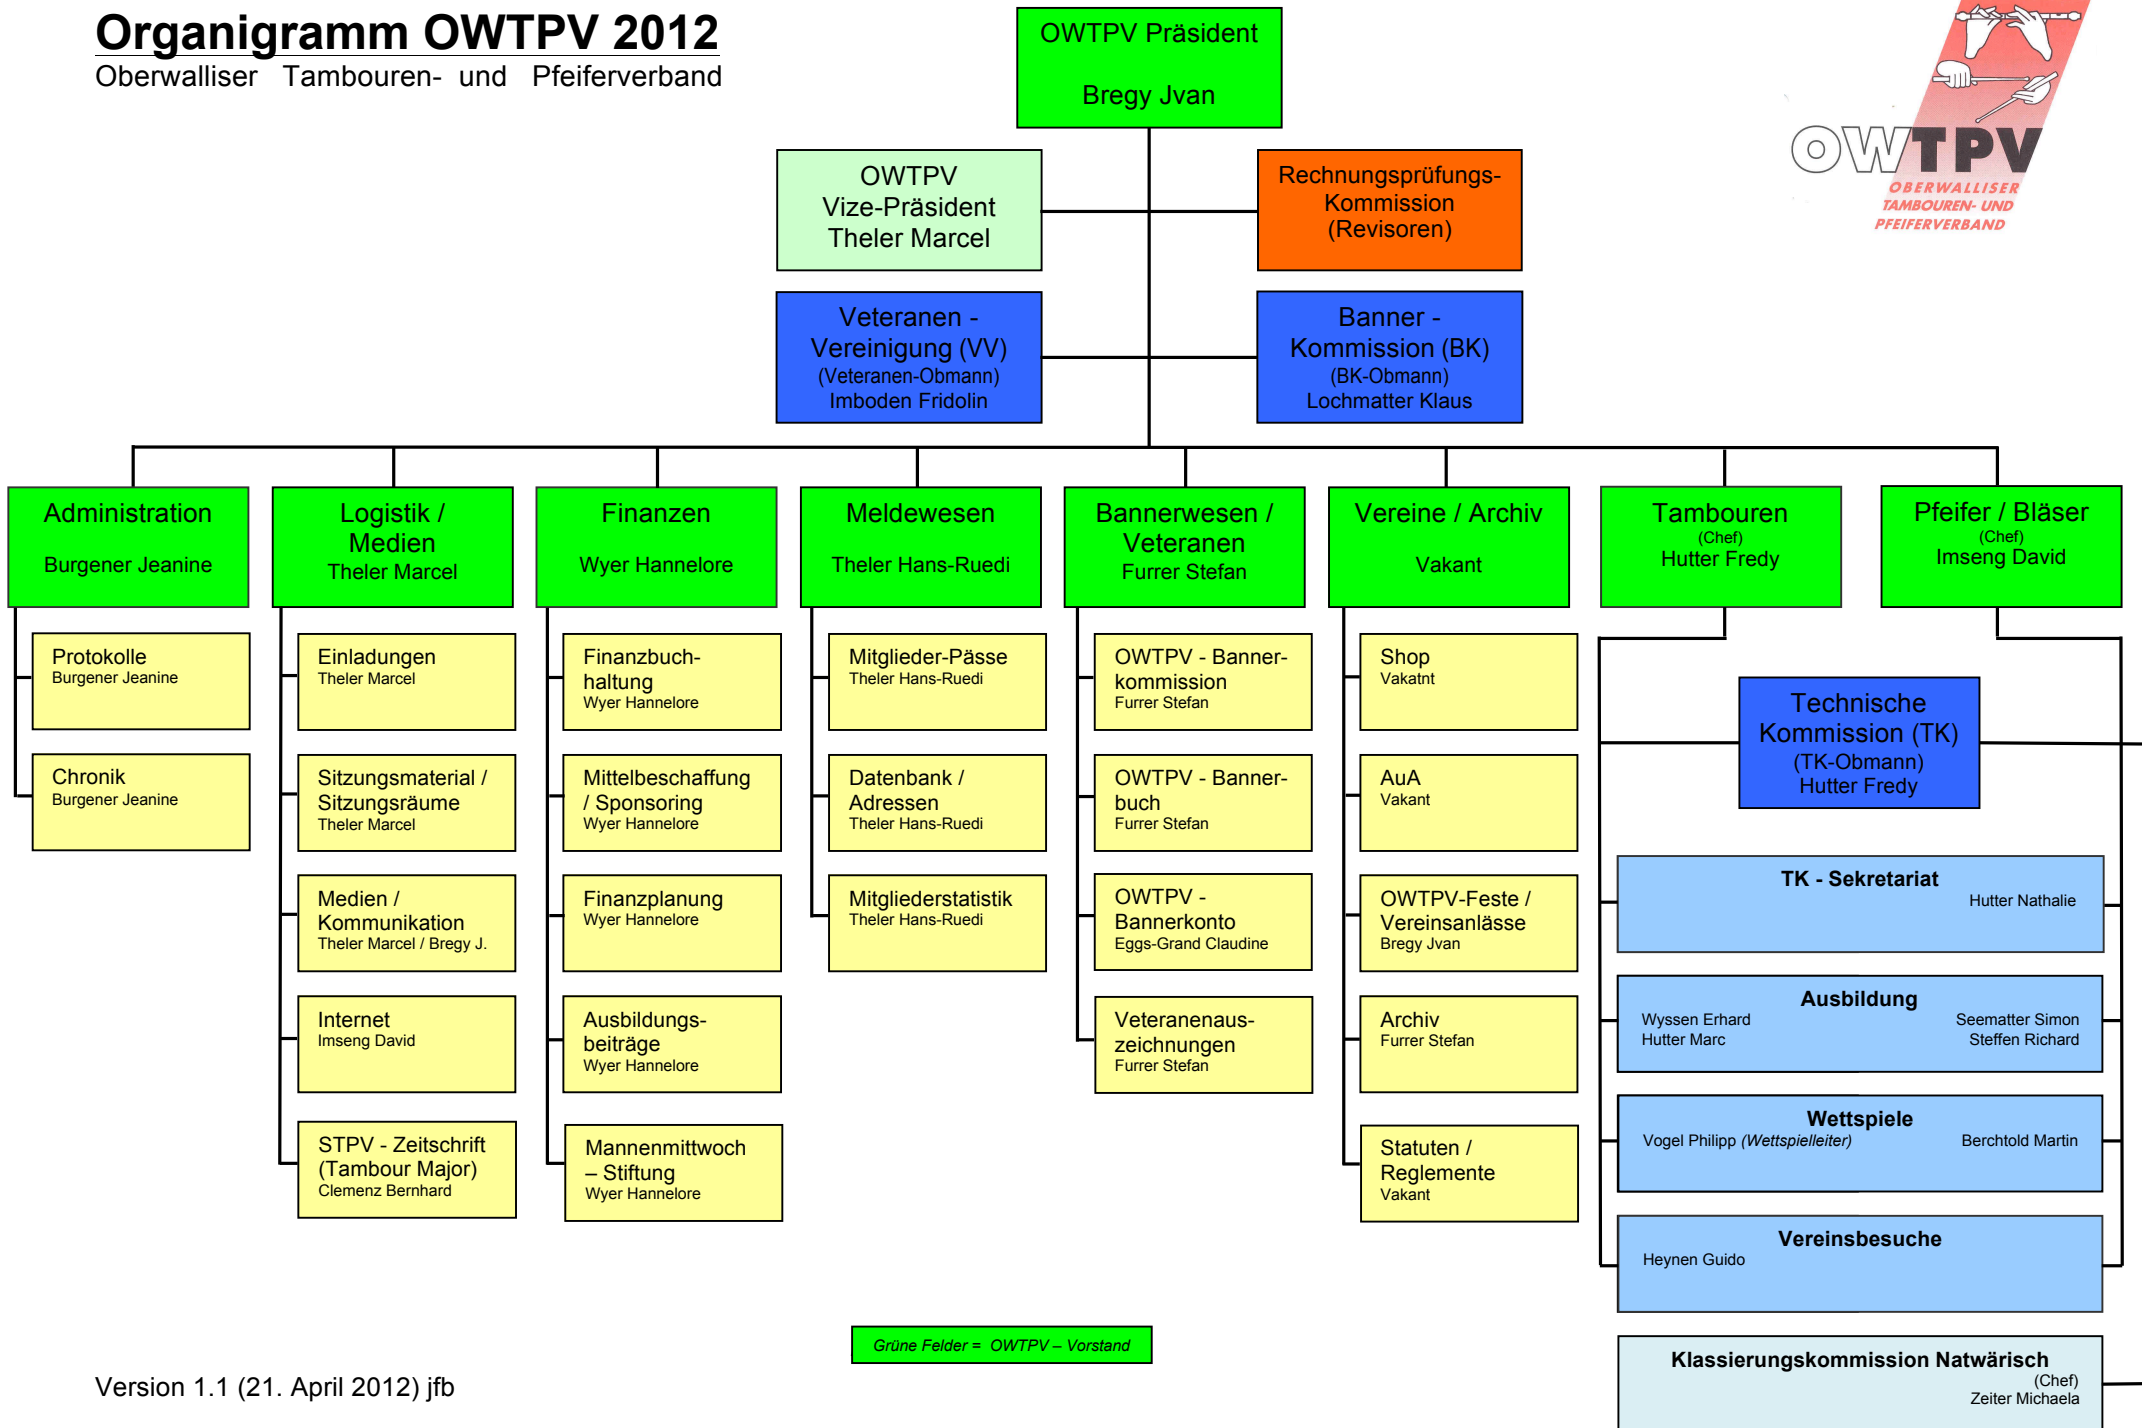 Organigramm OWTPV 2012
Oberwalliser Tambouren- und Pfeiferverband
OWTPV Präsident
Bregy Jvan
OWTPV
OBERWALLISER
TAMBOUREN- UND
PFEIFERVERBAND
OWTPV
Vize-Präsident
Theler Marcel
Rechnungsprüfungs-
Kommission
(Revisoren)
Veteranen -
Vereinigung (VV)
(Veteranen-Obmann)
Imboden Fridolin
Banner -
Kommission (BK)
(BK-Obmann)
Lochmatter Klaus
Administration
Burgener Jeanine
Logistik /
Medien
Theler Marcel
Finanzen
Wyer Hannelore
Meldewesen
Theler Hans-Ruedi
Bannerwesen /
Veteranen
Furrer Stefan
Vereine / Archiv
Vakant
Tambouren
(Chef)
Hutter Fredy
Pfeifer / Bläser
(Chef)
Imseng David
Protokolle
Burgener Jeanine
Chronik
Burgener Jeanine
Einladungen
Theler Marcel
Sitzungsmaterial /
Sitzungsräume
Theler Marcel
Medien /
Kommunikation
Theler Marcel / Bregy J.
Internet
Imseng David
STPV - Zeitschrift
(Tambour Major)
Clemenz Bernhard
Finanzbuch-
haltung
Wyer Hannelore
Mittelbeschaffung
/ Sponsoring
Wyer Hannelore
Finanzplanung
Wyer Hannelore
Ausbildungs-
beiträge
Wyer Hannelore
Mannenmittwoch
– Stiftung
Wyer Hannelore
Mitglieder-Pässe
Theler Hans-Ruedi
Datenbank /
Adressen
Theler Hans-Ruedi
Mitgliederstatistik
Theler Hans-Ruedi
OWTPV - Banner-
kommission
Furrer Stefan
OWTPV - Banner-
buch
Furrer Stefan
OWTPV -
Bannerkonto
Eggs-Grand Claudine
Veteranenaus-
zeichnungen
Furrer Stefan
Shop
Vakatnt
AuA
Vakant
OWTPV-Feste /
Vereinsanlässe
Bregy Jvan
Archiv
Furrer Stefan
Statuten /
Reglemente
Vakant
Technische
Kommission (TK)
(TK-Obmann)
Hutter Fredy
TK - Sekretariat
Hutter Nathalie
Ausbildung
Wyssen Erhard Seematter Simon
Hutter Marc Steffen Richard
Wettspiele
Vogel Philipp (Wettspielleiter) Berchtold Martin
Vereinsbesuche
Heynen Guido
Klassierungskommission Natwärisch
(Chef)
Zeiter Michaela
Grüne Felder = OWTPV – Vorstand
Version 1.1 (21. April 2012) jfb